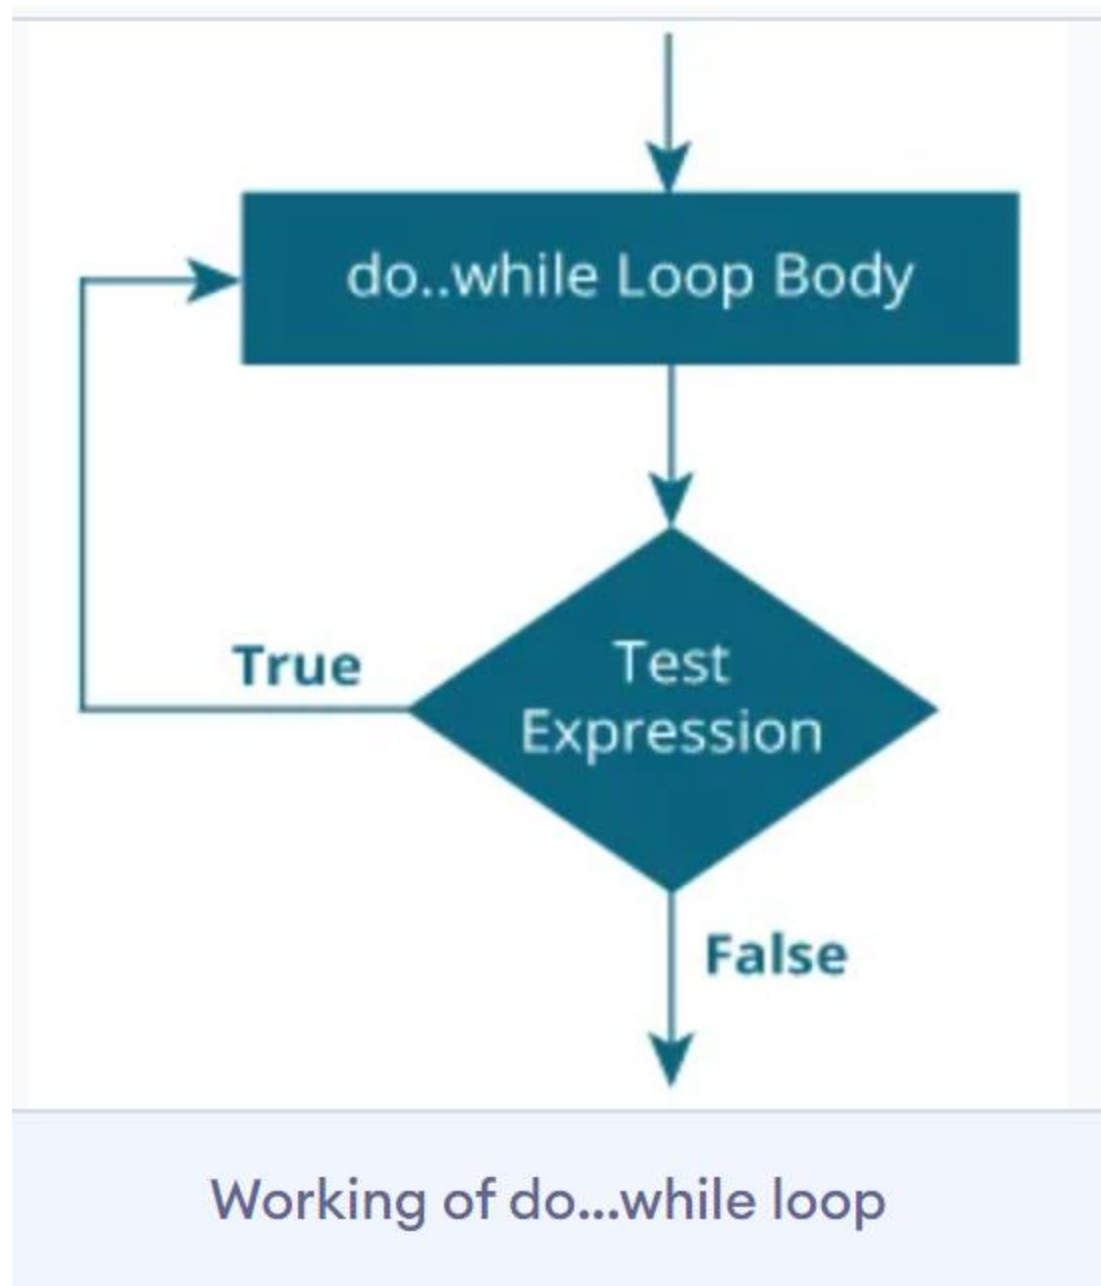 do..while Loop Body
Test
Expression
True
False
Working of do...while loop